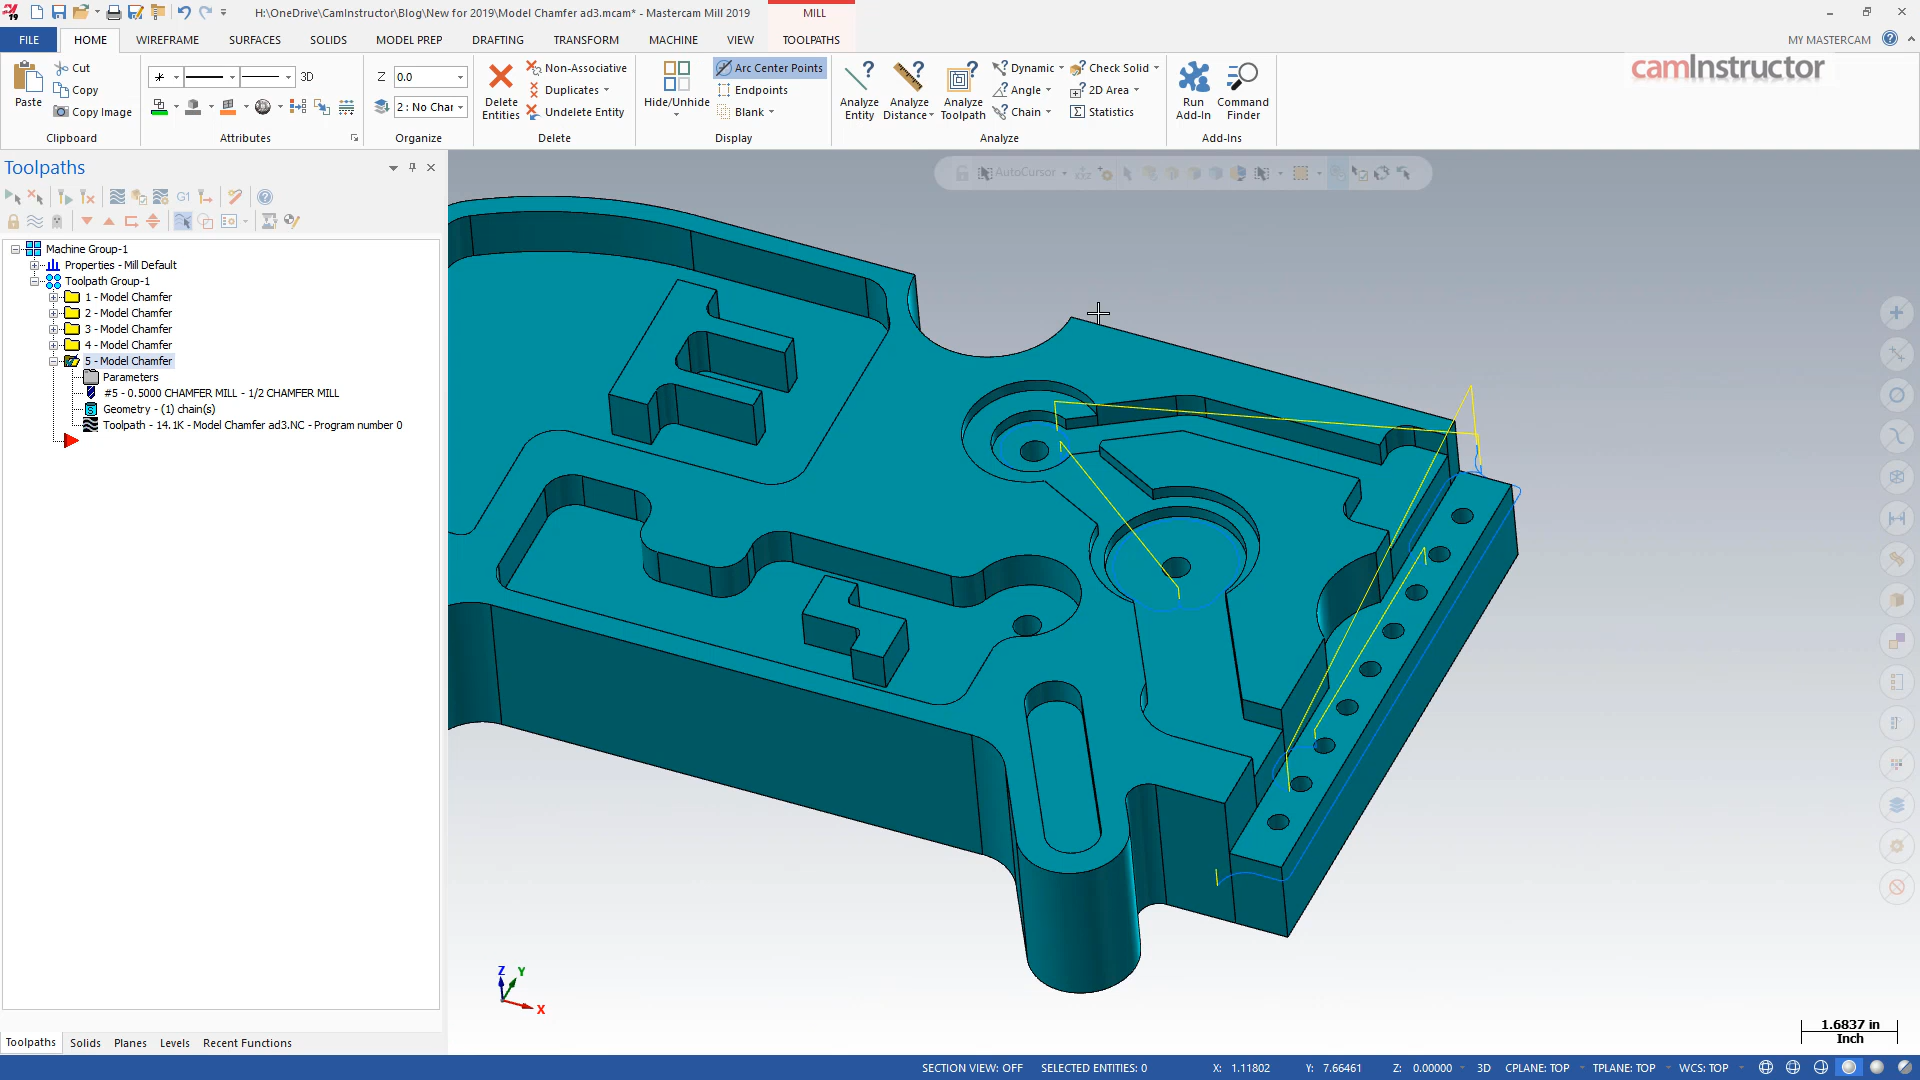 H:\OneDrive\CamInstructor\Blog\New for 2019\Model Chamfer ad3.mcam* - Mastercam Mill 2019
MILL
FILE HOME WIREFRAME SURFACES SOLIDS MODEL PREP DRAFTING TRANSFORM MACHINE VIEW TOOLPATHS
MY MASTERCAM
camInstructor
Paste
Cut
Copy
Copy Image
Clipboard
3D
Attributes
Z 0.0
2 : No Char
Organize
Delete Entities
Non-Associative
Duplicates
Undelete Entity
Delete
Hide/Unhide
Arc Center Points
Endpoints
Blank
Display
Analyze Entity
Analyze Distance
Analyze Toolpath
Dynamic
Angle
Chain
Check Solid
2D Area
Statistics
Analyze
Run Add-In
Command Finder
Add-Ins
Toolpaths
G1
AutoCursor
Machine Group-1
Properties - Mill Default
Toolpath Group-1
1 - Model Chamfer
2 - Model Chamfer
3 - Model Chamfer
4 - Model Chamfer
5 - Model Chamfer
Parameters
#5 - 0.5000 CHAMFER MILL - 1/2 CHAMFER MILL
Geometry - (1) chain(s)
Toolpath - 14.1K - Model Chamfer ad3.NC - Program number 0
Z
Y
X
1.6837 in
Inch
Toolpaths Solids Planes Levels Recent Functions
SECTION VIEW: OFF SELECTED ENTITIES: 0 X: 1.11802 Y: 7.66461 Z: 0.00000 3D CPLANE: TOP TPLANE: TOP WCS: TOP